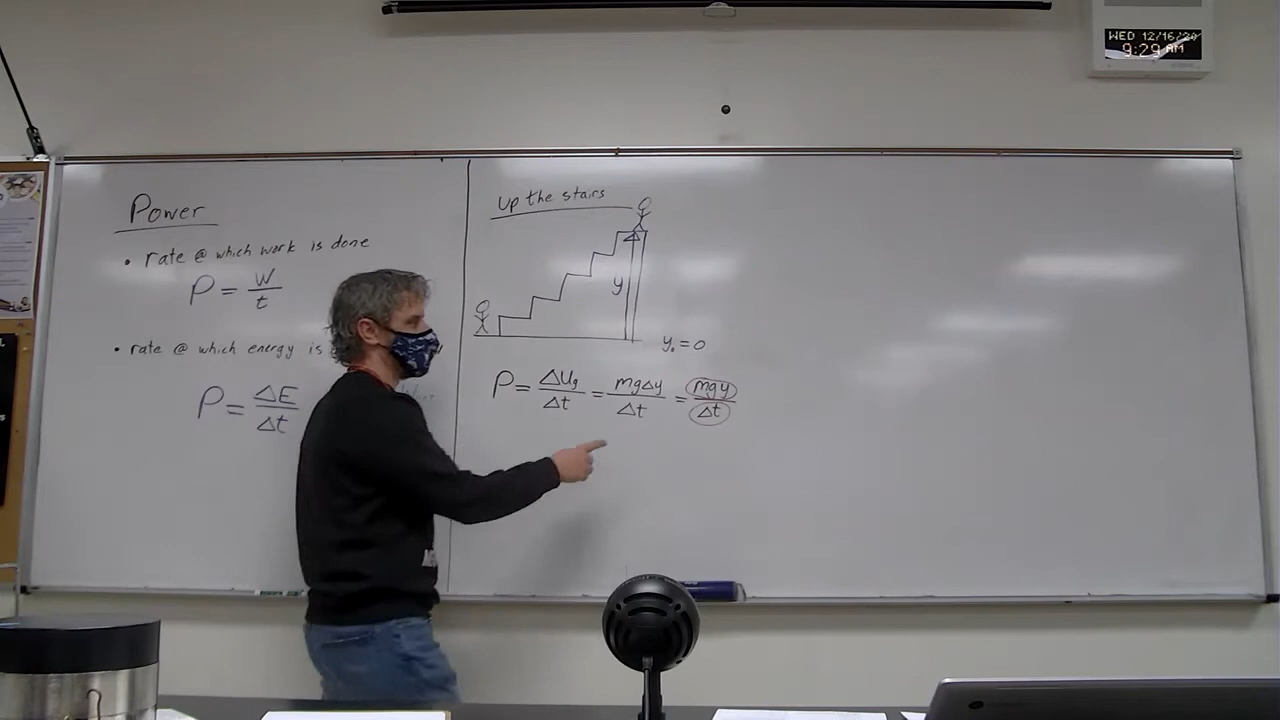 WED 12/16/20
9:29 AM
Power
• rate @ which work is done
P = W/t
• rate @ which energy is
P = ΔE/Δt
up the stairs
y
y₀ = 0
P = ΔUg/Δt = mgΔy/Δt = mgy/Δt